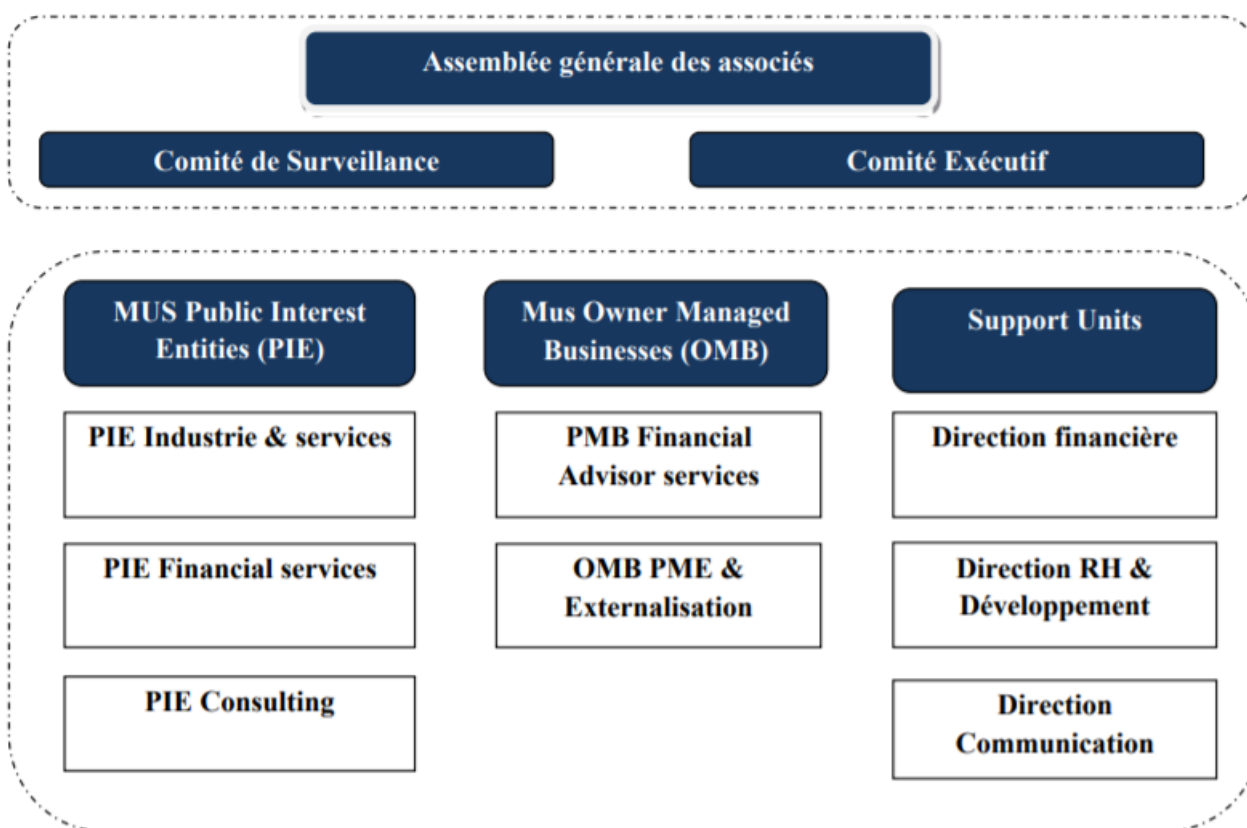 Assemblée générale des associés
Comité de Surveillance
Comité Exécutif
MUS Public Interest
Entities (PIE)
PIE Industrie & services
PIE Financial services
PIE Consulting
Mus Owner Managed
Businesses (OMB)
PMB Financial
Advisor services
OMB PME &
Externalisation
Support Units
Direction financière
Direction RH &
Développement
Direction
Communication